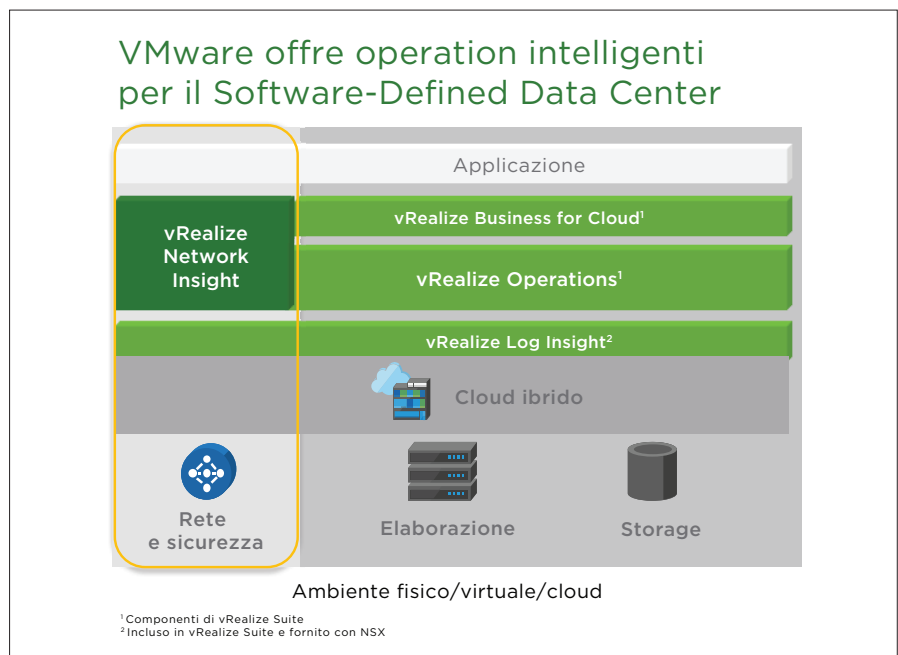 VMware offre operation intelligenti
per il Software-Defined Data Center
Applicazione
vRealize
Network
Insight
vRealize Business for Cloud¹
vRealize Operations¹
vRealize Log Insight²
Cloud ibrido
Rete
e sicurezza
Elaborazione
Storage
Ambiente fisico/virtuale/cloud
¹ Componenti di vRealize Suite
² Incluso in vRealize Suite e fornito con NSX